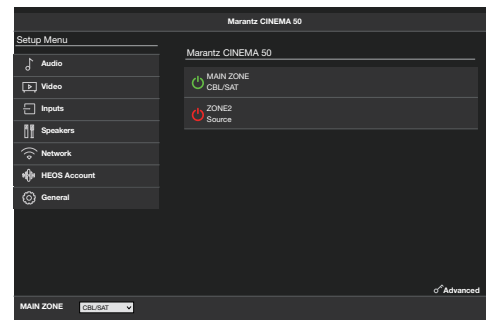 Marantz CINEMA 50
Setup Menu
Audio
Video
Inputs
Speakers
Network
HEOS Account
General
Marantz CINEMA 50
MAIN ZONE
CBL/SAT
ZONE2
Source
Advanced
MAIN ZONE CBL/SAT